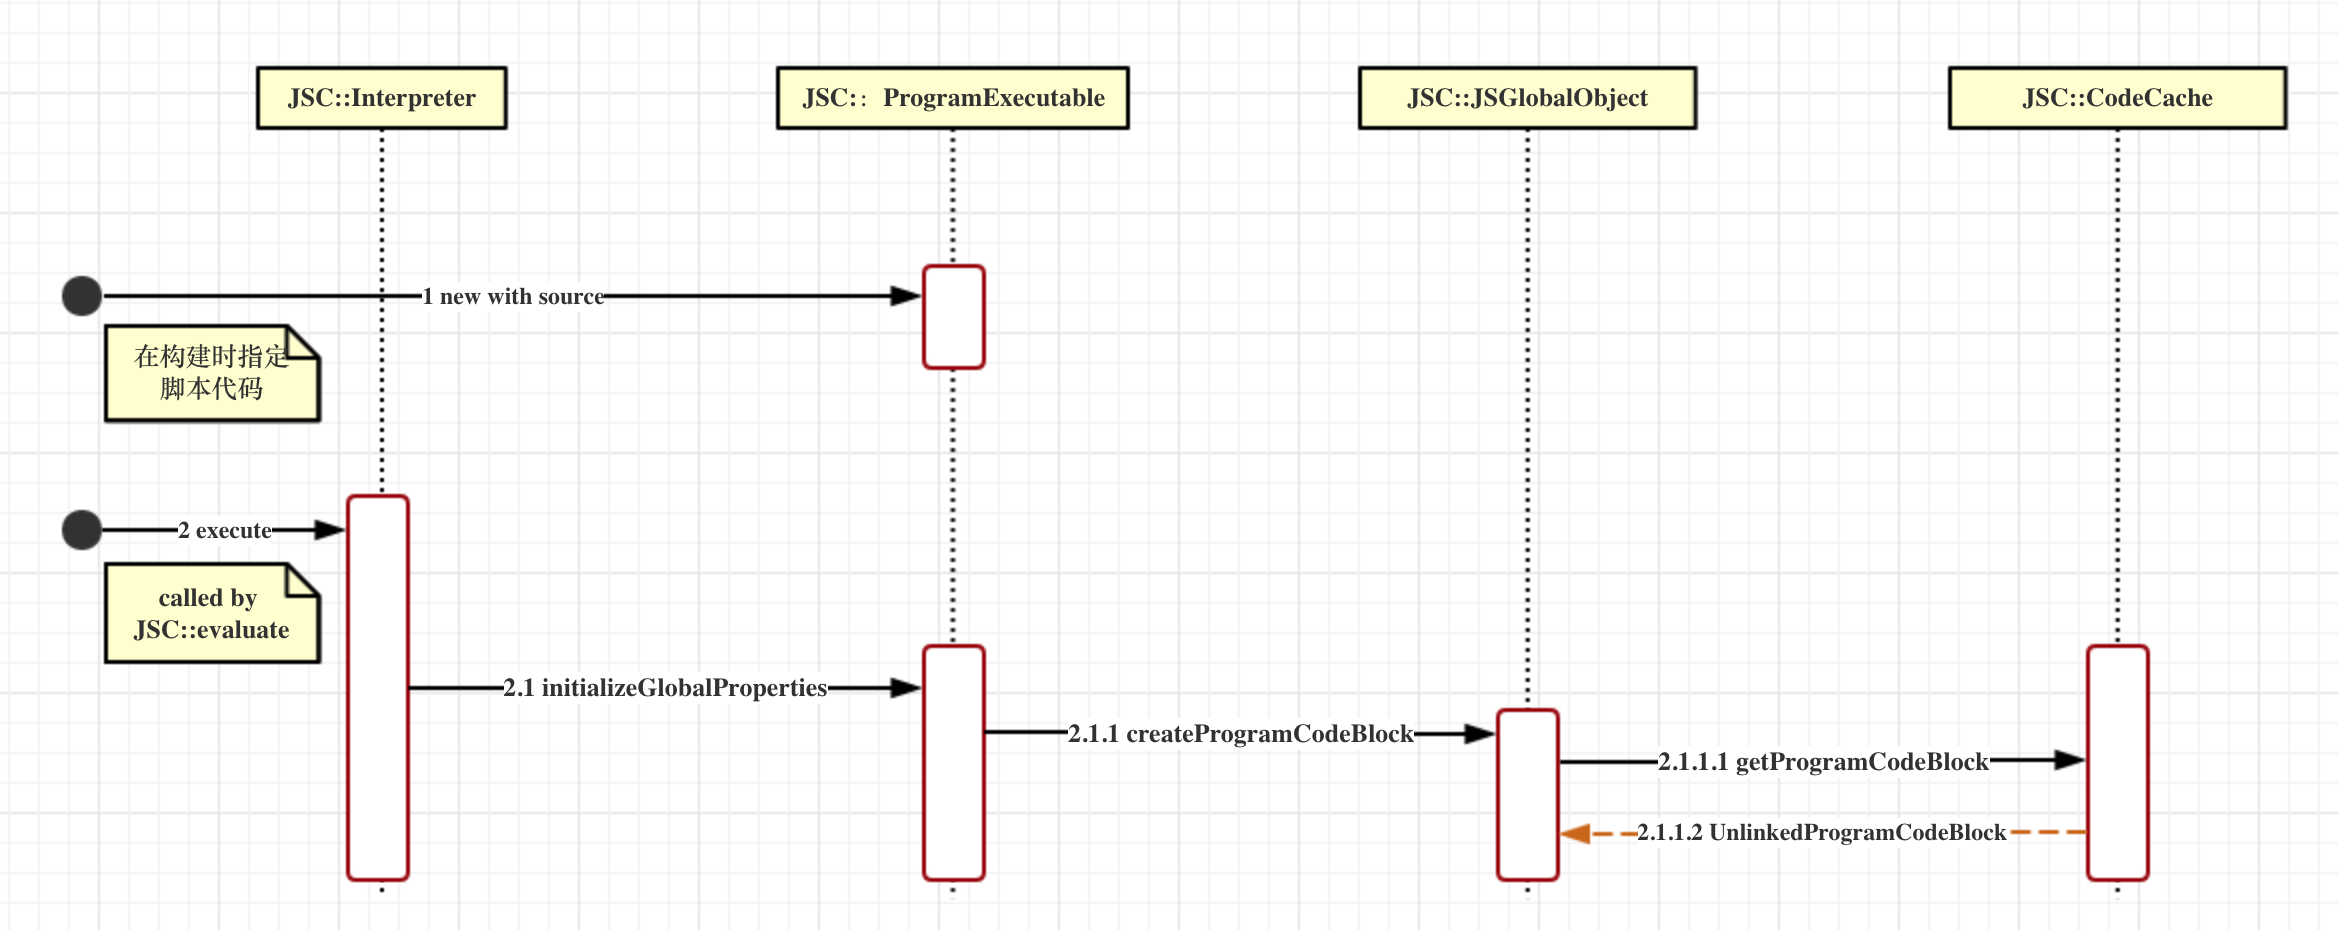 JSC::Interpreter
JSC:： ProgramExecutable
JSC::JSGlobalObject
JSC::CodeCache
1 new with source
在构建时指定
脚本代码
2 execute
called by
JSC::evaluate
2.1 initializeGlobalProperties
2.1.1 createProgramCodeBlock
2.1.1.1 getProgramCodeBlock
2.1.1.2 UnlinkedProgramCodeBlock